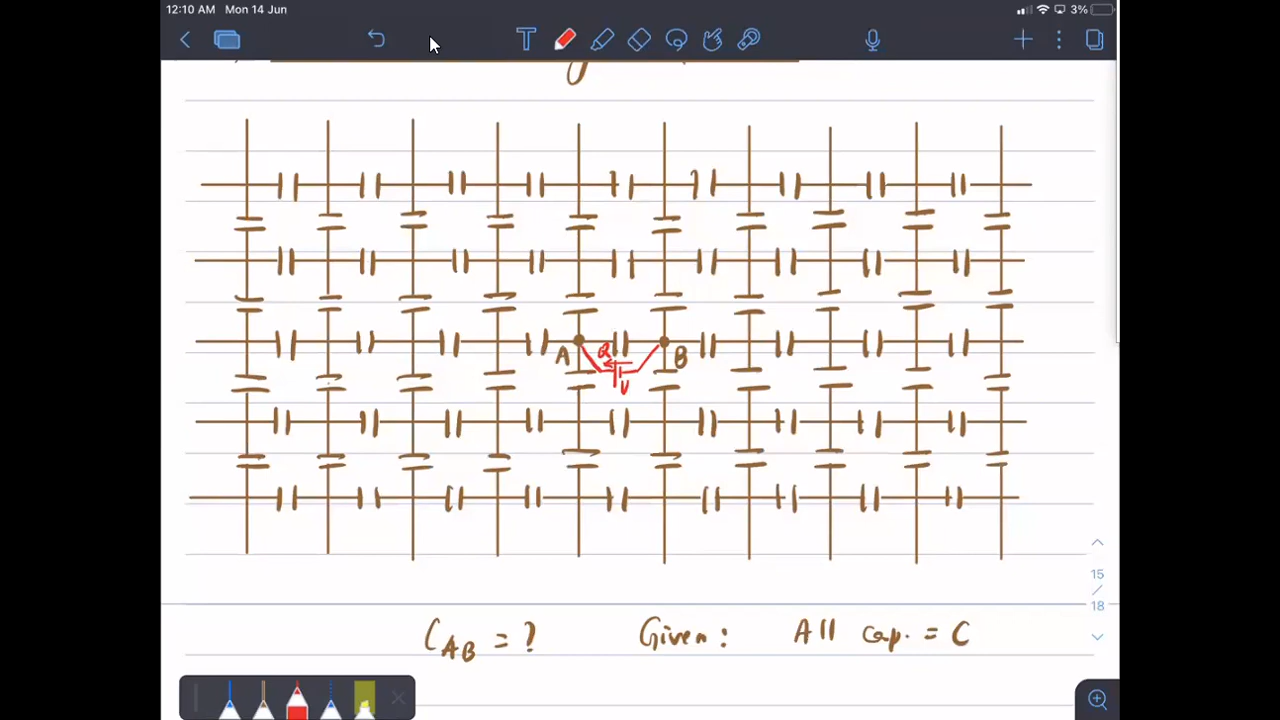 12:10 AM Mon 14 Jun
3%
T
A
Q
B
V
15
/
18
C_AB = ? Given: All cap. = C